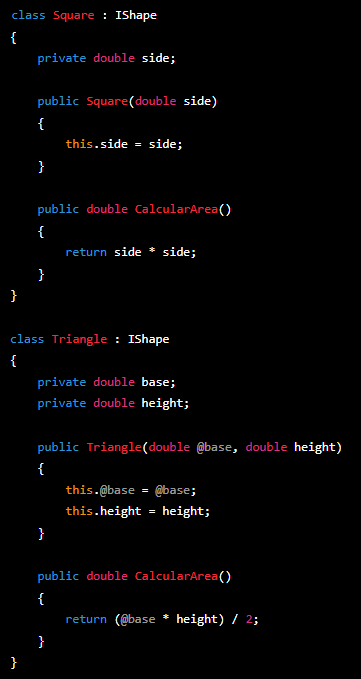 class Square : IShape
{
    private double side;

    public Square(double side)
    {
        this.side = side;
    }

    public double CalcularArea()
    {
        return side * side;
    }
}

class Triangle : IShape
{
    private double base;
    private double height;

    public Triangle(double @base, double height)
    {
        this.@base = @base;
        this.height = height;
    }

    public double CalcularArea()
    {
        return (@base * height) / 2;
    }
}